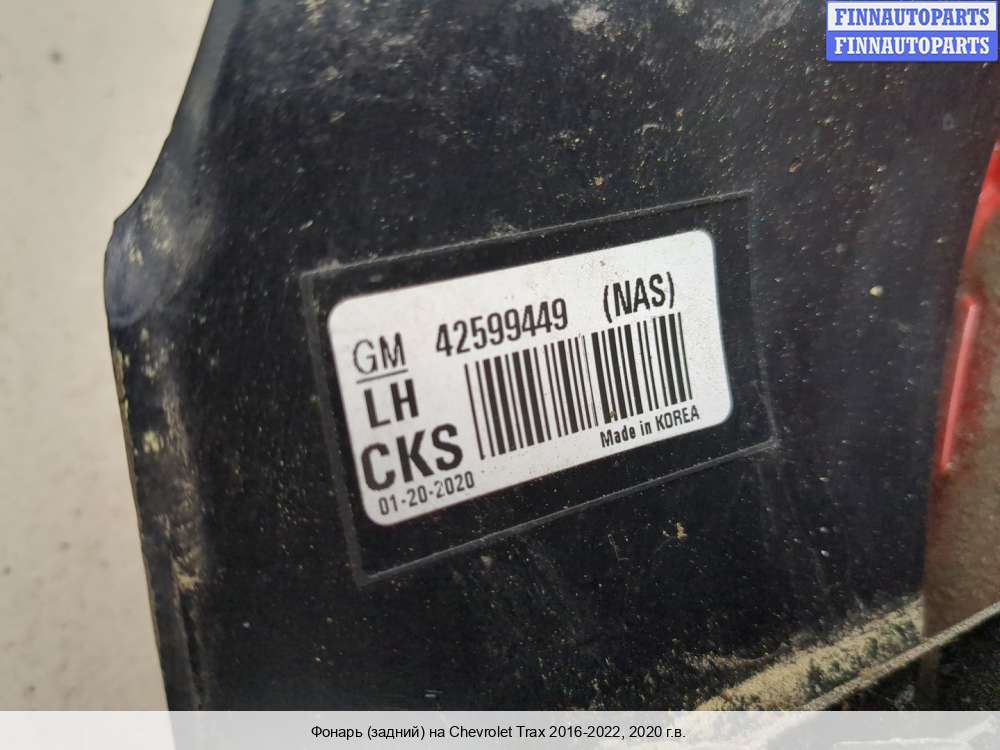 FINNAUTOPARTS
FINNAUTOPARTS
GM 42599449 (NAS)
LH
CKS
Made in KOREA
01-20-2020
Фонарь (задний) на Chevrolet Trax 2016-2022, 2020 г.в.